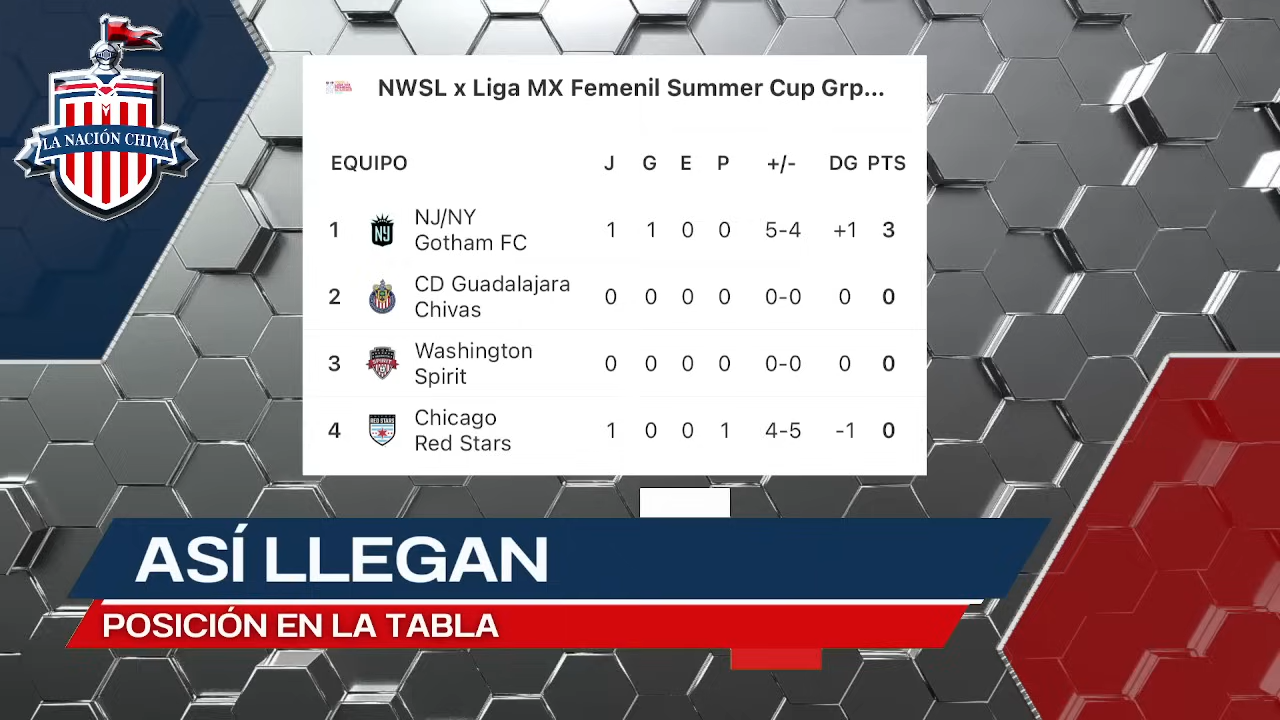 LA NACIÓN CHIVA
NWSL x Liga MX Femenil Summer Cup Grp...
EQUIPO J G E P +/- DG PTS
1 NJ/NY Gotham FC 1 1 0 0 5-4 +1 3
2 CD Guadalajara Chivas 0 0 0 0 0-0 0 0
3 Washington Spirit 0 0 0 0 0-0 0 0
4 Chicago Red Stars 1 0 0 1 4-5 -1 0
ASÍ LLEGAN
POSICIÓN EN LA TABLA